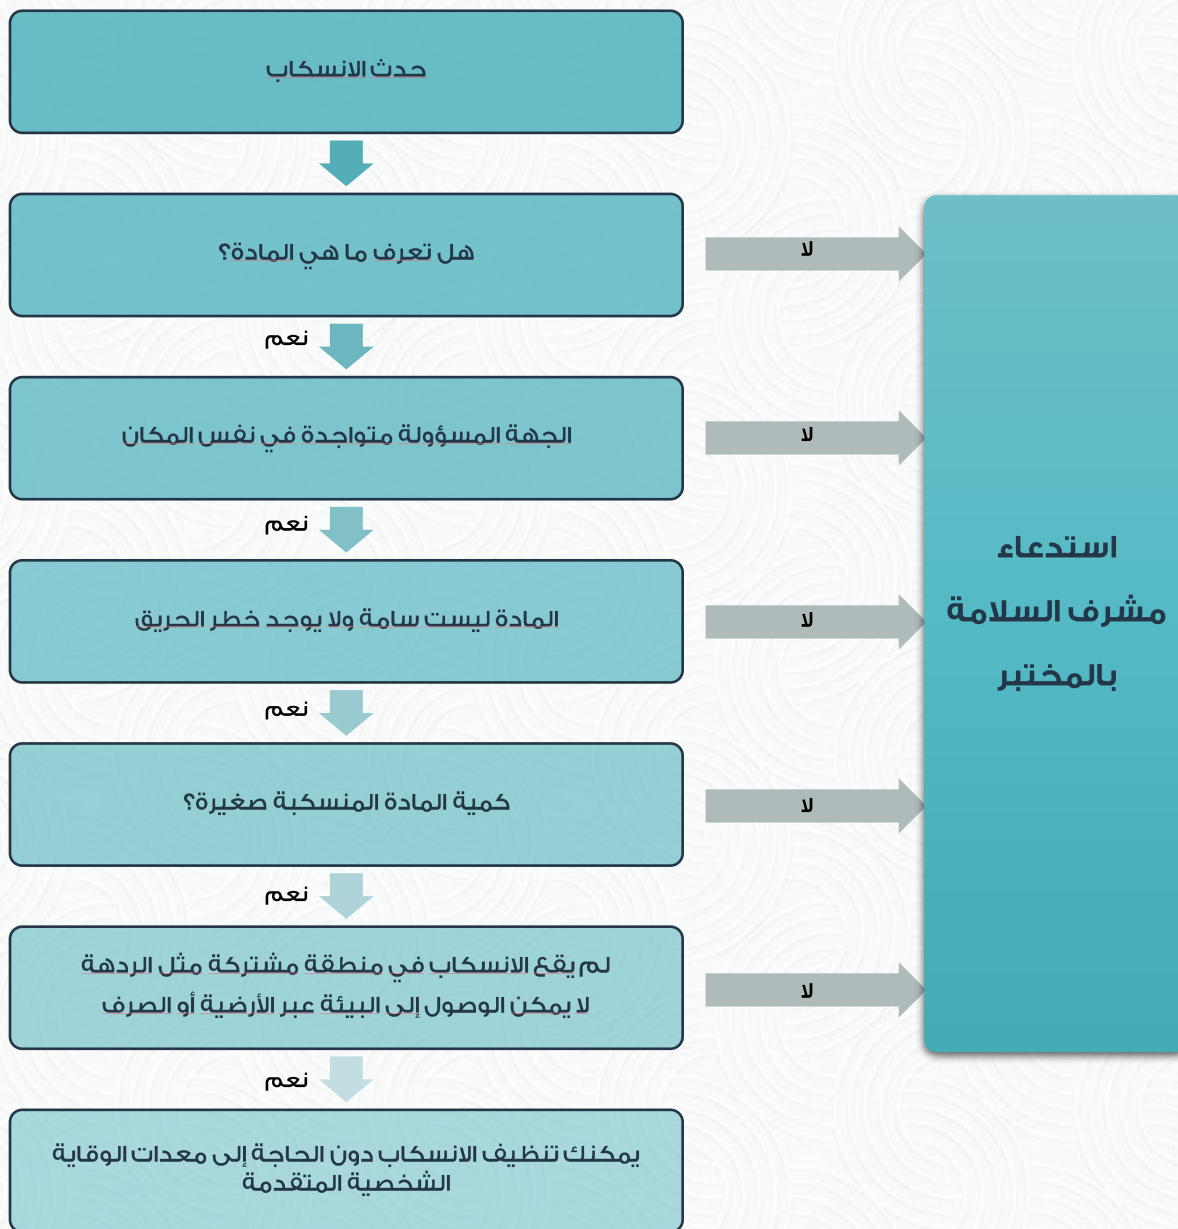 حدث الانسكاب
هل تعرف ما هي المادة؟
لا
نعم
الجهة المسؤولة متواجدة في نفس المكان
لا
نعم
المادة ليست سامة ولا يوجد خطر الحريق
لا
نعم
كمية المادة المنسكبة صغيرة؟
لا
نعم
لم يقع الانسكاب في منطقة مشتركة مثل الردهة
لا يمكن الوصول إلى البيئة عبر الأرضية أو الصرف
لا
نعم
يمكنك تنظيف الانسكاب دون الحاجة إلى معدات الوقاية
الشخصية المتقدمة
استدعاء
مشرف السلامة
بالمختبر